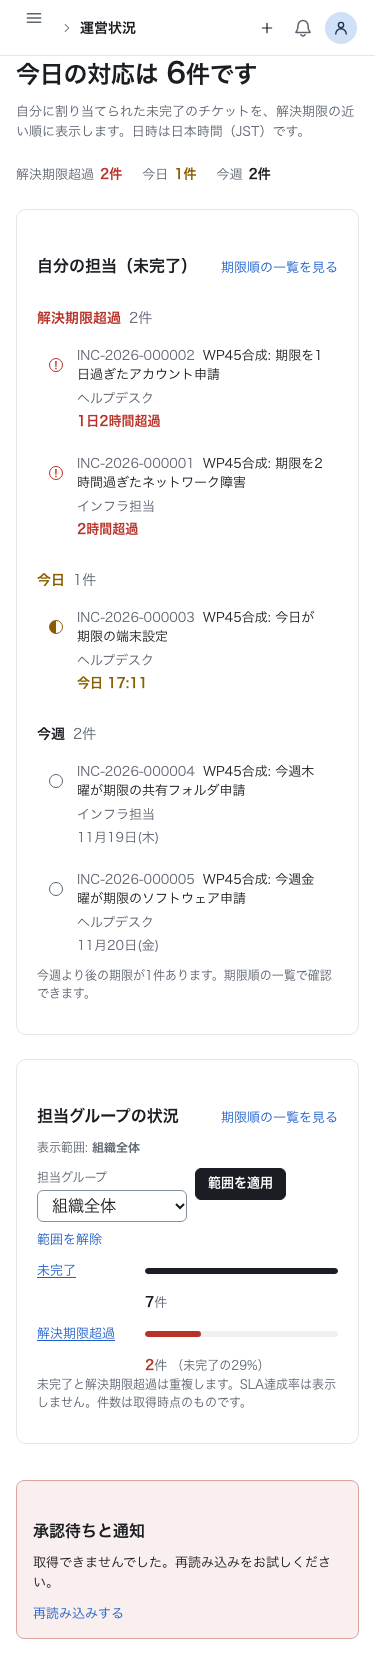 運営状況
今日の対応は 6件です
自分に割り当てられた未完了のチケットを、解決期限の近
い順に表示します。日時は日本時間（JST）です。
解決期限超過 2件 今日 1件 今週 2件
自分の担当（未完了） 期限順の一覧を見る
解決期限超過 2件
INC-2026-000002 WP45合成: 期限を1
日過ぎたアカウント申請
ヘルプデスク
1日2時間超過
INC-2026-000001 WP45合成: 期限を2
時間過ぎたネットワーク障害
インフラ担当
2時間超過
今日 1件
INC-2026-000003 WP45合成: 今日が
期限の端末設定
ヘルプデスク
今日 17:11
今週 2件
INC-2026-000004 WP45合成: 今週木
曜が期限の共有フォルダ申請
インフラ担当
11月19日(木)
INC-2026-000005 WP45合成: 今週金
曜が期限のソフトウェア申請
ヘルプデスク
11月20日(金)
今週より後の期限が1件あります。期限順の一覧で確認
できます。
担当グループの状況 期限順の一覧を見る
表示範囲: 組織全体
担当グループ
組織全体 範囲を適用
範囲を解除
未完了
7件
解決期限超過
2件 （未完了の29%）
未完了と解決期限超過は重複します。SLA達成率は表示
しません。件数は取得時点のものです。
承認待ちと通知
取得できませんでした。再読み込みをお試しくださ
い。
再読み込みする